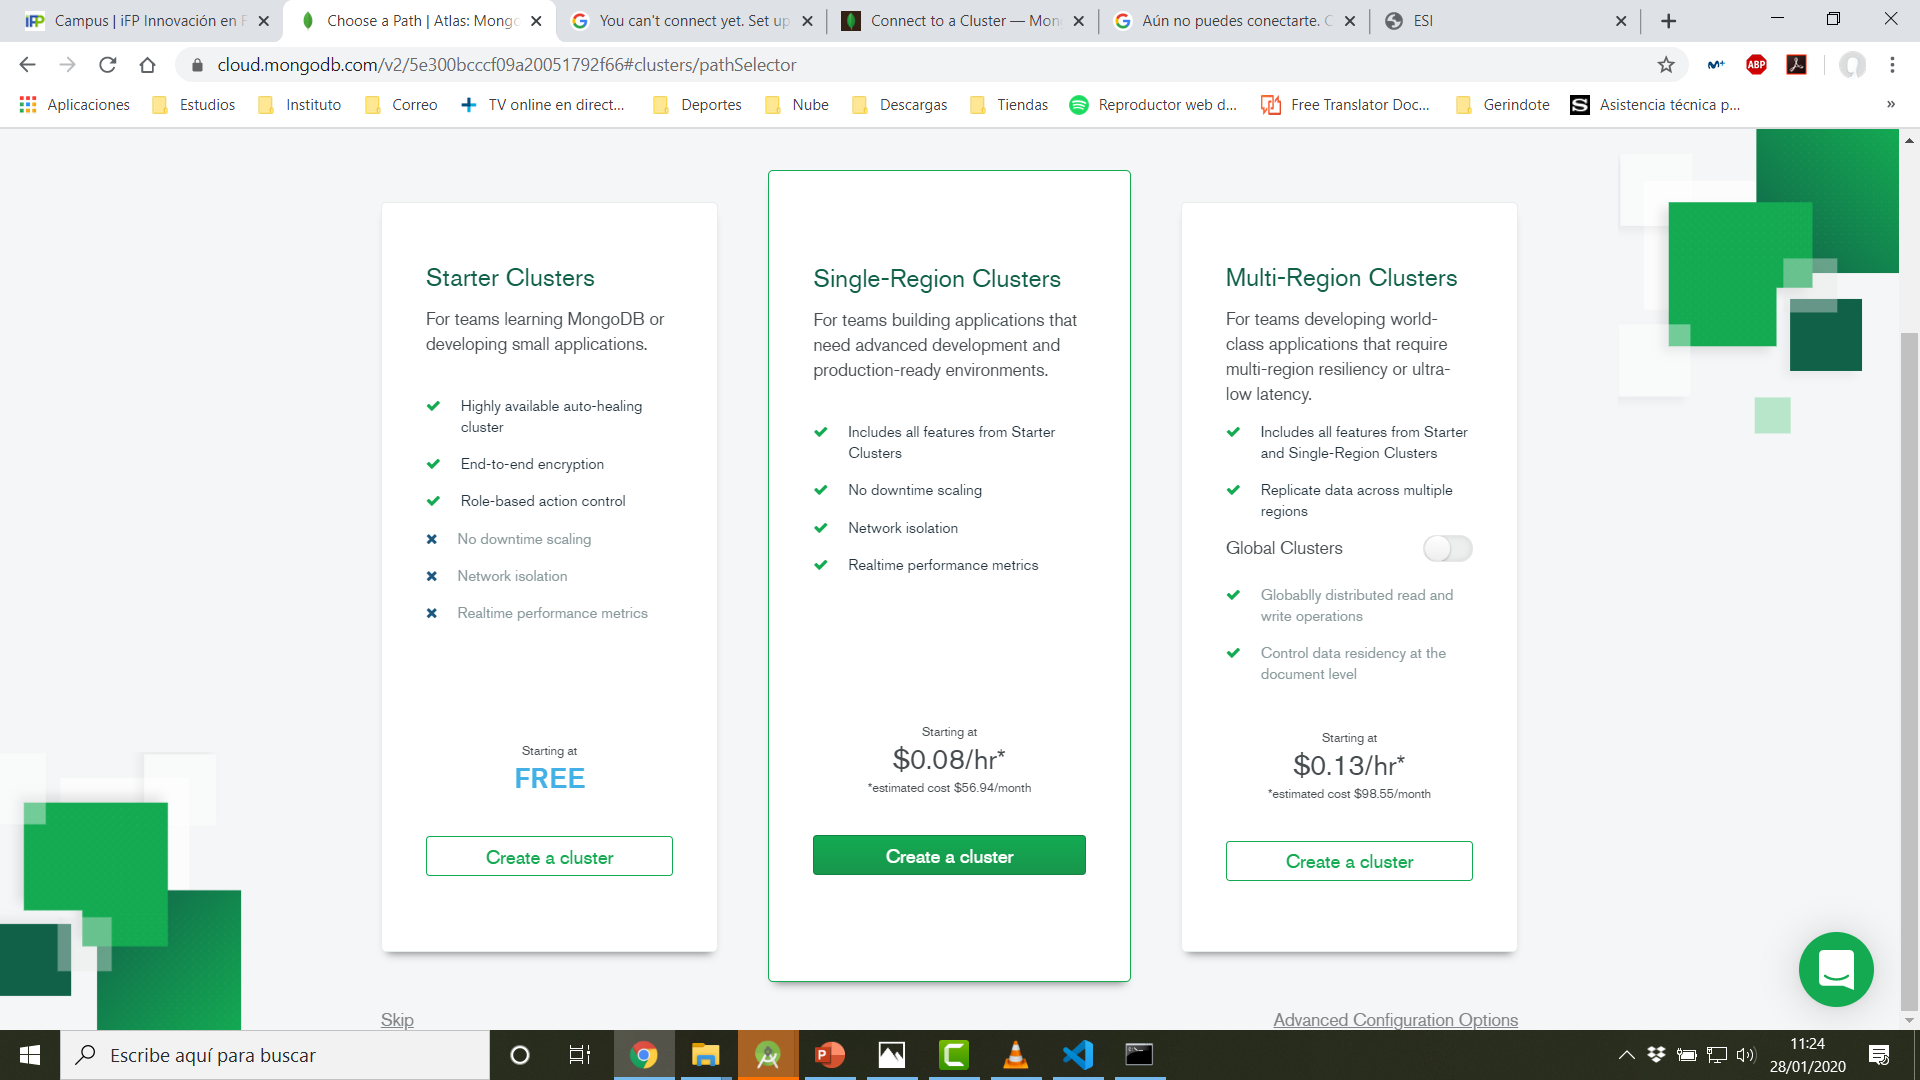 Campus | iFP Innovación en F
Choose a Path | Atlas: Mongo
You can't connect yet. Set up
Connect to a Cluster — Mon
Aún no puedes conectarte. C
ESI
cloud.mongodb.com/v2/5e300bcccf09a20051792f66#clusters/pathSelector
ABP
Aplicaciones
Estudios
Instituto
Correo
TV online en direct...
Deportes
Nube
Descargas
Tiendas
Reproductor web d...
Free Translator Doc...
Gerindote
Asistencia técnica p...
»
Starter Clusters
For teams learning MongoDB or
developing small applications.
Highly available auto-healing
cluster
End-to-end encryption
Role-based action control
No downtime scaling
Network isolation
Realtime performance metrics
Starting at
FREE
Create a cluster
Single-Region Clusters
For teams building applications that
need advanced development and
production-ready environments.
Includes all features from Starter
Clusters
No downtime scaling
Network isolation
Realtime performance metrics
Starting at
$0.08/hr*
*estimated cost $56.94/month
Create a cluster
Multi-Region Clusters
For teams developing world-
class applications that require
multi-region resiliency or ultra-
low latency.
Includes all features from Starter
and Single-Region Clusters
Replicate data across multiple
regions
Global Clusters
Globablly distributed read and
write operations
Control data residency at the
document level
Starting at
$0.13/hr*
*estimated cost $98.55/month
Create a cluster
Skip
Advanced Configuration Options
Escribe aquí para buscar
11:24
28/01/2020